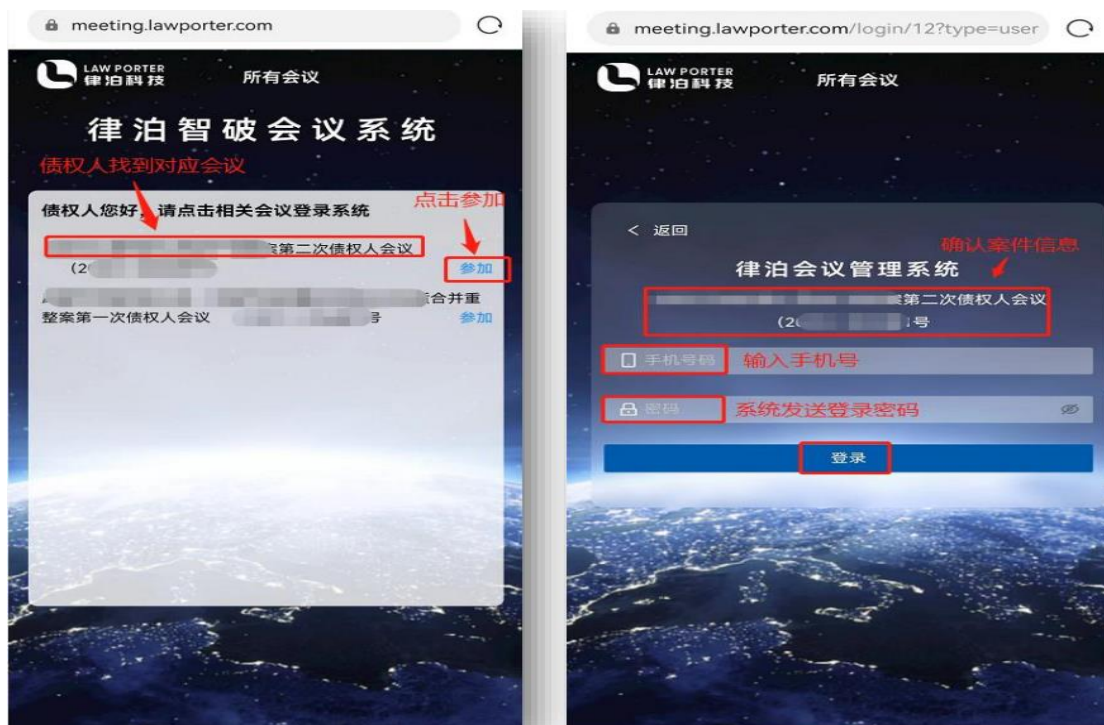 meeting.lawporter.com
LAW PORTER
律泊科技
所有会议
律泊智破会议系统
债权人找到对应会议
债权人您好，请点击相关会议登录系统
点击参加
第二次债权人会议
(2
参加
合并重
整案第一次债权人会议
号
参加
meeting.lawporter.com/login/12?type=user
LAW PORTER
律泊科技
所有会议
< 返回
确认案件信息
律泊会议管理系统
第二次债权人会议
(2
号
手机号码
输入手机号
密码
系统发送登录密码
登录